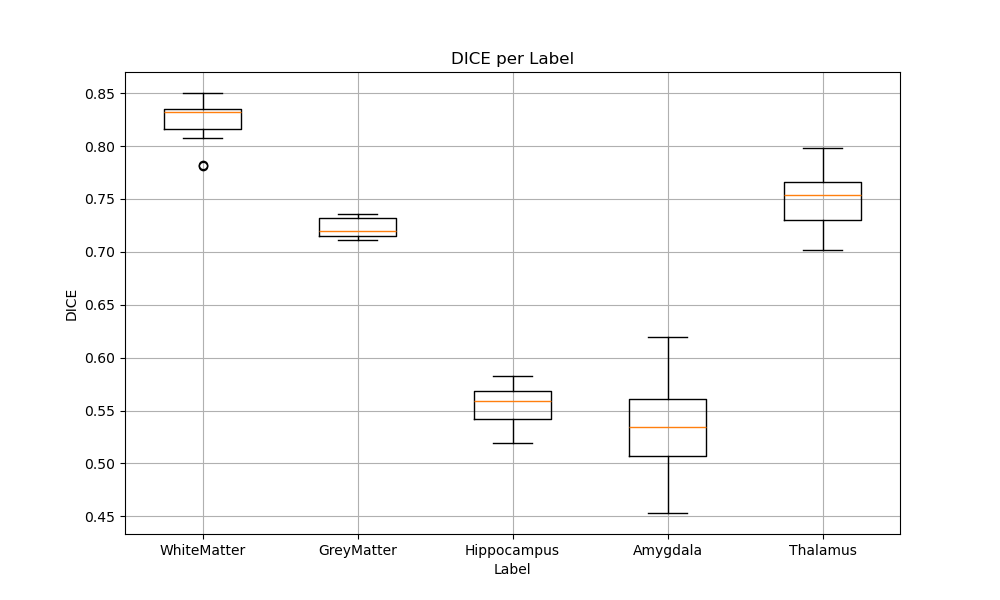 DICE per Label
DICE
0.85
0.80
0.75
0.70
0.65
0.60
0.55
0.50
0.45
WhiteMatter GreyMatter Hippocampus Amygdala Thalamus
Label